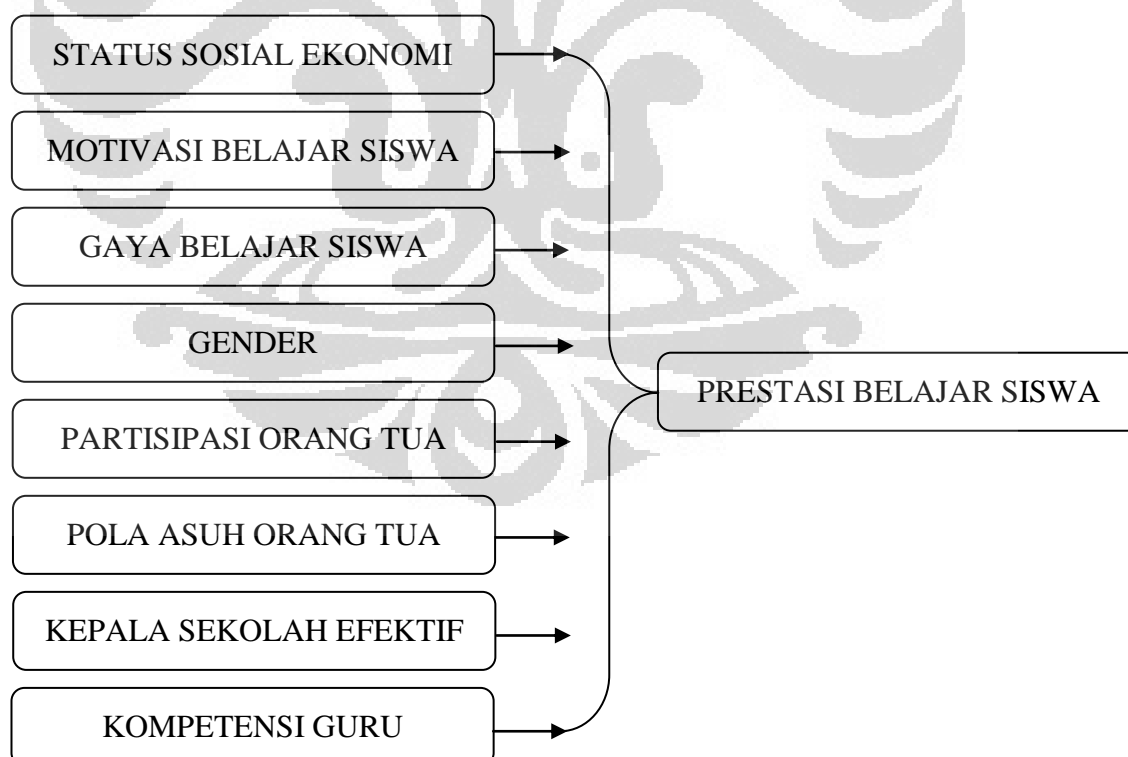 STATUS SOSIAL EKONOMI
MOTIVASI BELAJAR SISWA
GAYA BELAJAR SISWA
GENDER
PARTISIPASI ORANG TUA
POLA ASUH ORANG TUA
KEPALA SEKOLAH EFEKTIF
KOMPETENSI GURU
PRESTASI BELAJAR SISWA